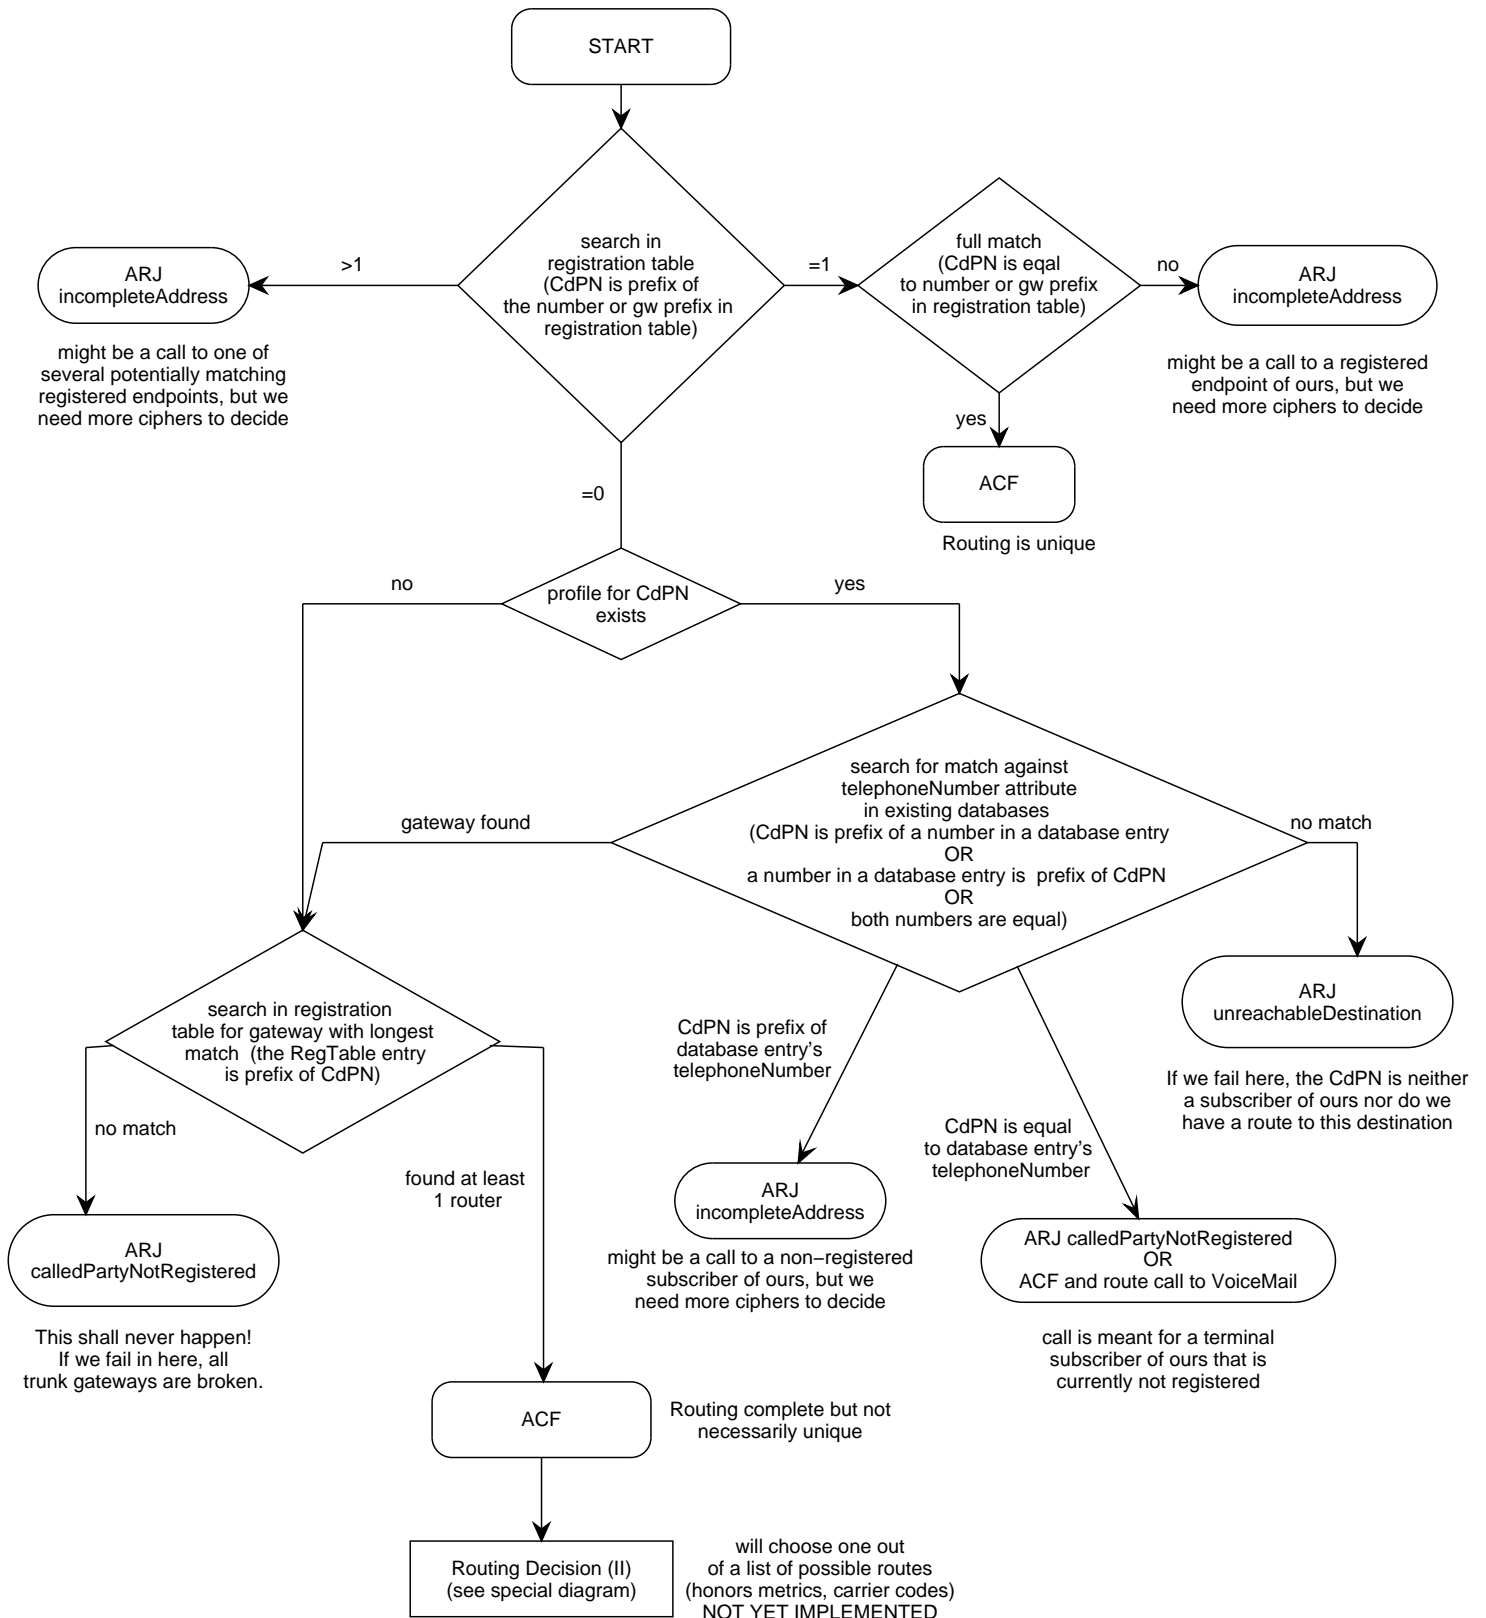 START
search in
registration table
(CdPN is prefix of
the number or gw prefix in
registration table)
>1
ARJ
incompleteAddress
might be a call to one of
several potentially matching
registered endpoints, but we
need more ciphers to decide
=1
full match
(CdPN is eqal
to number or gw prefix
in registration table)
no
ARJ
incompleteAddress
might be a call to a registered
endpoint of ours, but we
need more ciphers to decide
yes
ACF
Routing is unique
=0
profile for CdPN
exists
no
yes
search for match against
telephoneNumber attribute
in existing databases
(CdPN is prefix of a number in a database entry
OR
a number in a database entry is  prefix of CdPN
OR
both numbers are equal)
gateway found
no match
ARJ
unreachableDestination
If we fail here, the CdPN is neither
a subscriber of ours nor do we
have a route to this destination
search in registration
table for gateway with longest
match  (the RegTable entry
is prefix of CdPN)
no match
ARJ
calledPartyNotRegistered
This shall never happen!
If we fail in here, all
trunk gateways are broken.
found at least
1 router
CdPN is prefix of
database entry's
telephoneNumber
ARJ
incompleteAddress
might be a call to a non−registered
subscriber of ours, but we
need more ciphers to decide
CdPN is equal
to database entry's
telephoneNumber
ARJ calledPartyNotRegistered
OR
ACF and route call to VoiceMail
call is meant for a terminal
subscriber of ours that is
currently not registered
ACF
Routing complete but not
necessarily unique
Routing Decision (II)
(see special diagram)
will choose one out
of a list of possible routes
(honors metrics, carrier codes)
NOT YET IMPLEMENTED